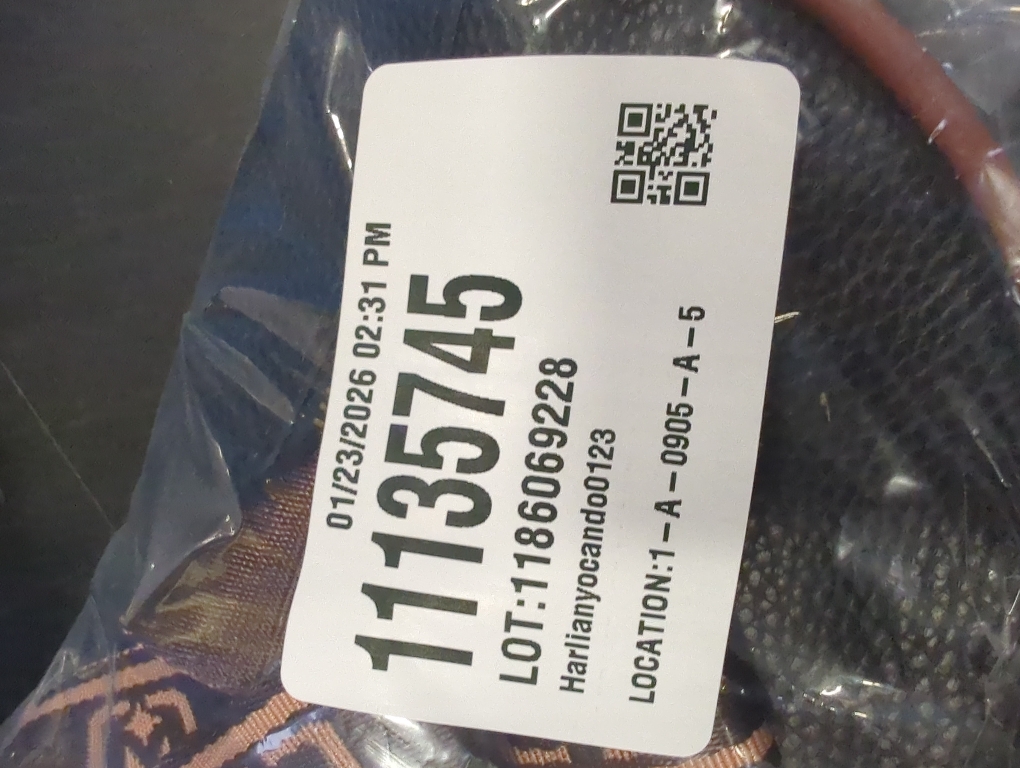 01/23/2026 02:31 PM
11135745
LOT:1186069228
Harlianyocando0123
LOCATION:1-A-0905-A-5